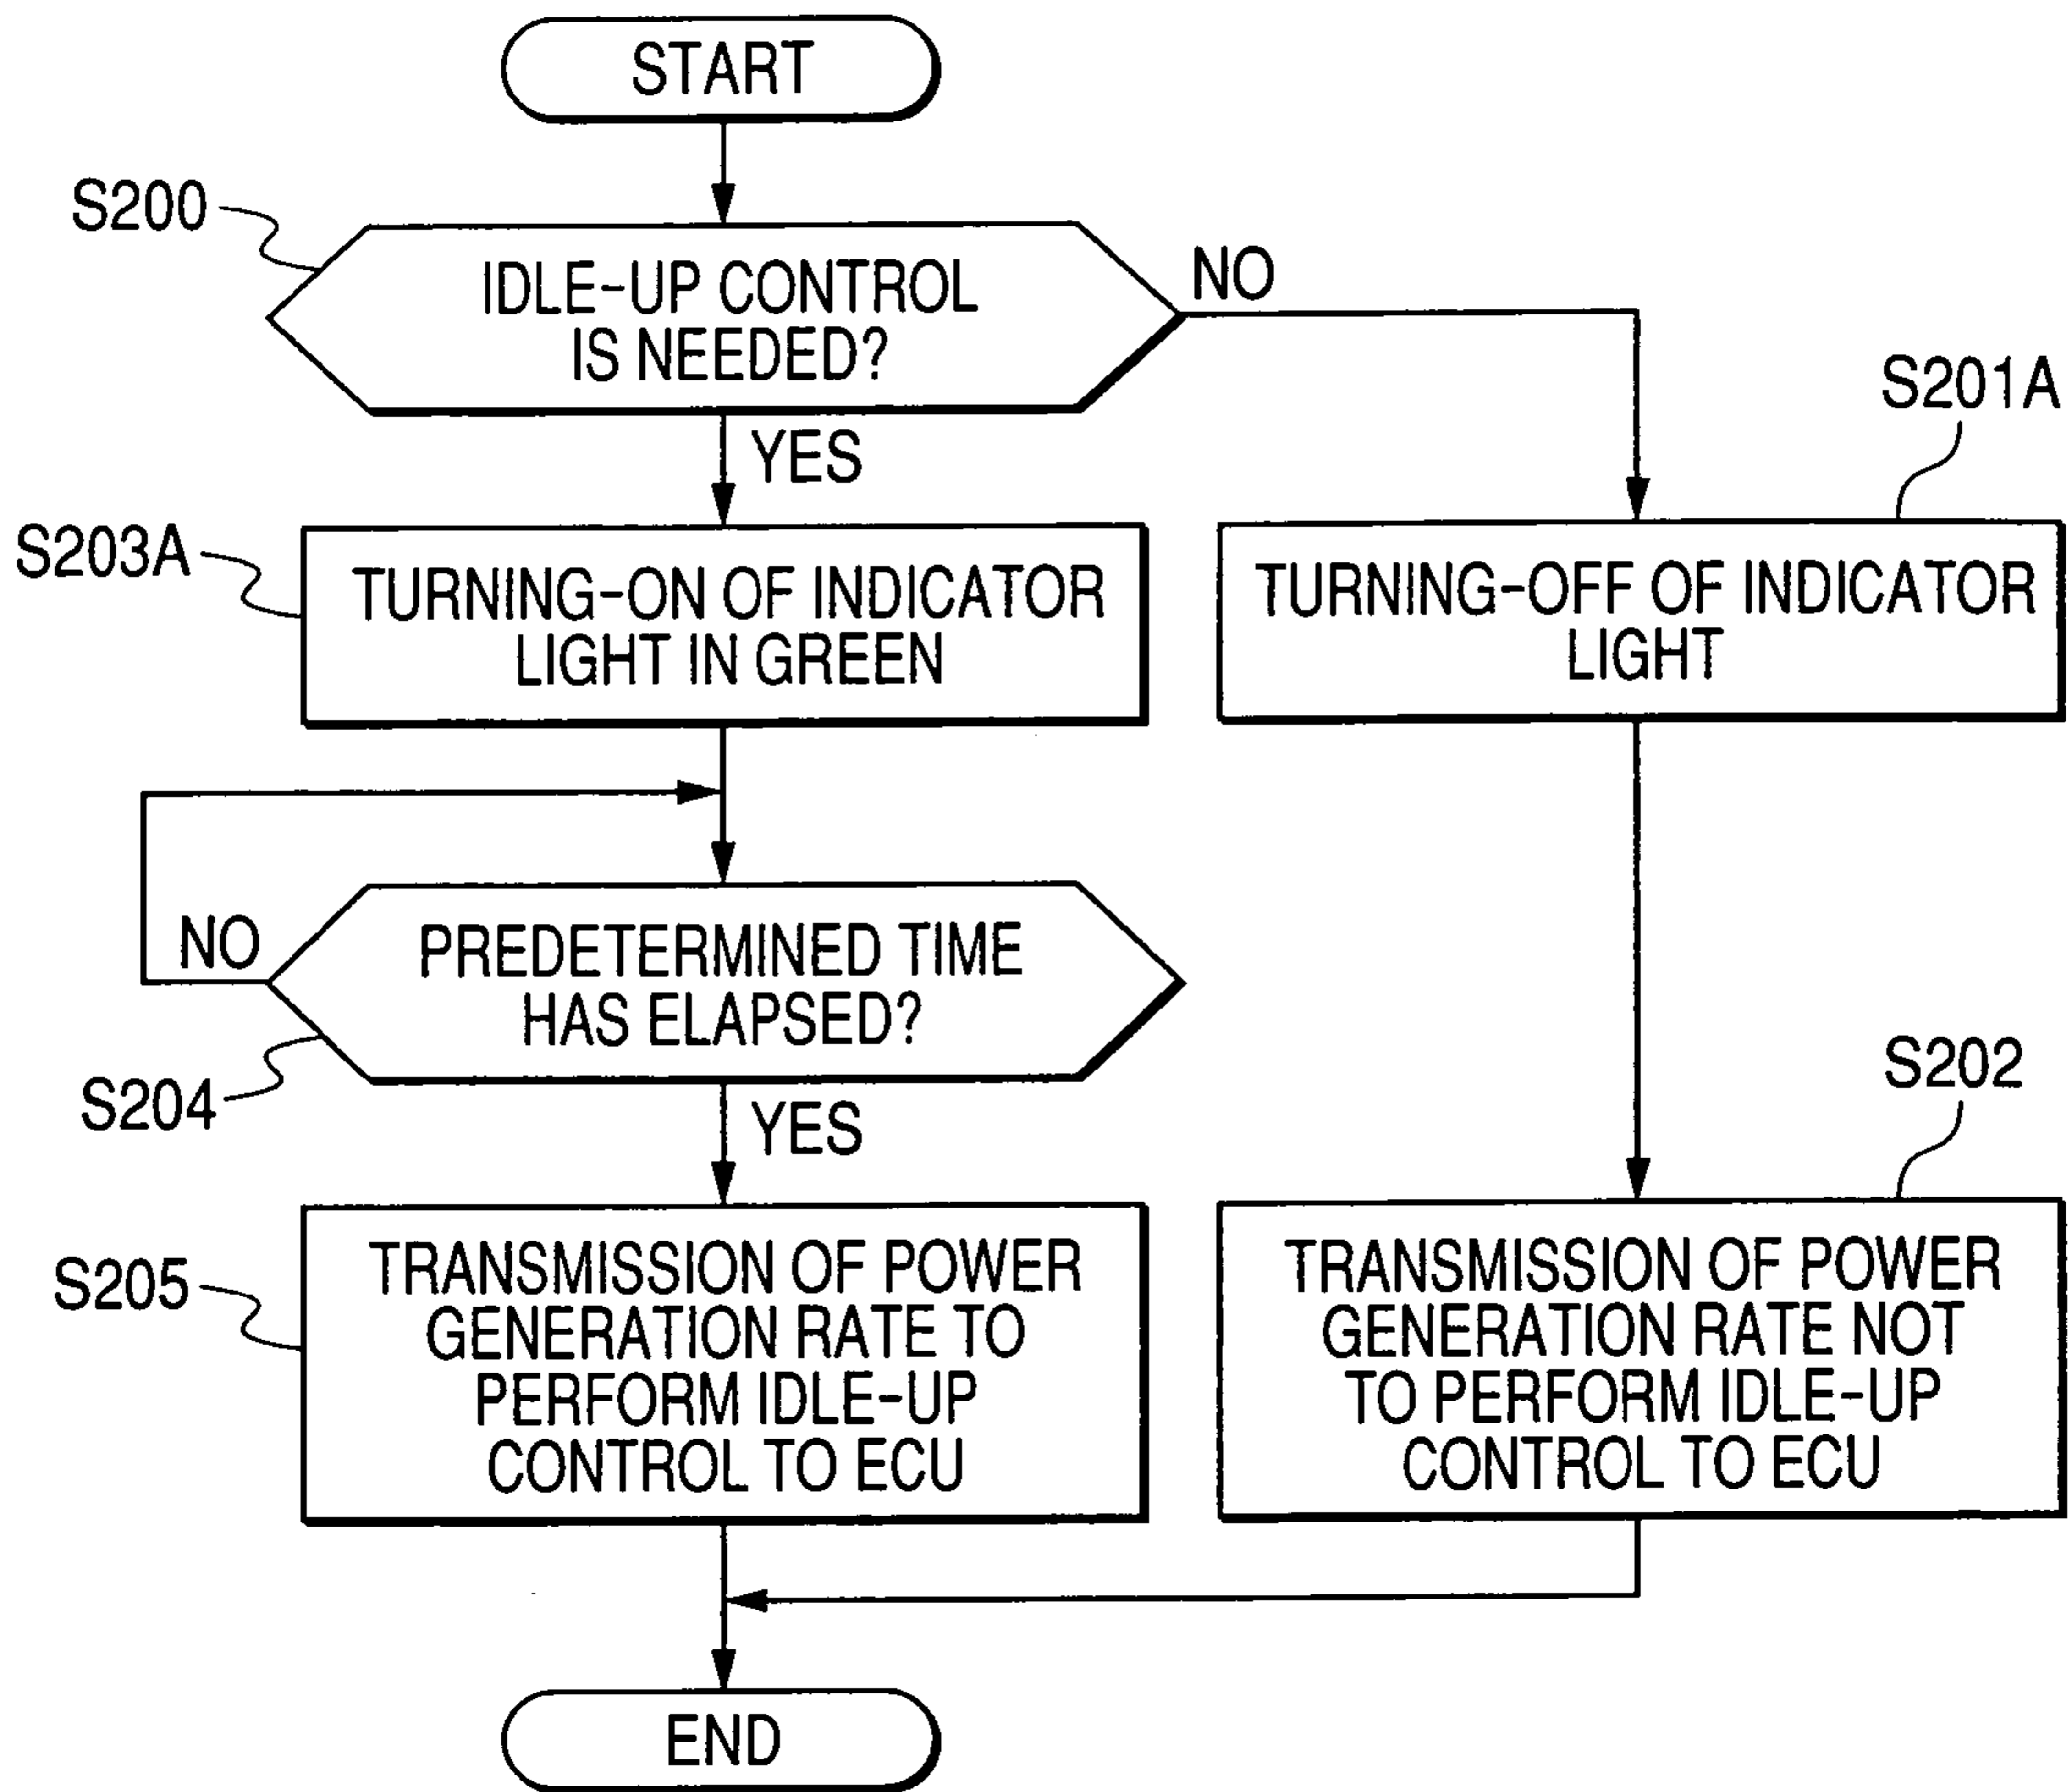 START
S200
IDLE-UP CONTROL
IS NEEDED?
NO
YES
S201A
S203A
TURNING-ON OF INDICATOR
LIGHT IN GREEN
TURNING-OFF OF INDICATOR
LIGHT
NO
PREDETERMINED TIME
HAS ELAPSED?
S204
YES
S202
S205
TRANSMISSION OF POWER
GENERATION RATE TO
PERFORM IDLE-UP
CONTROL TO ECU
TRANSMISSION OF POWER
GENERATION RATE NOT
TO PERFORM IDLE-UP
CONTROL TO ECU
END